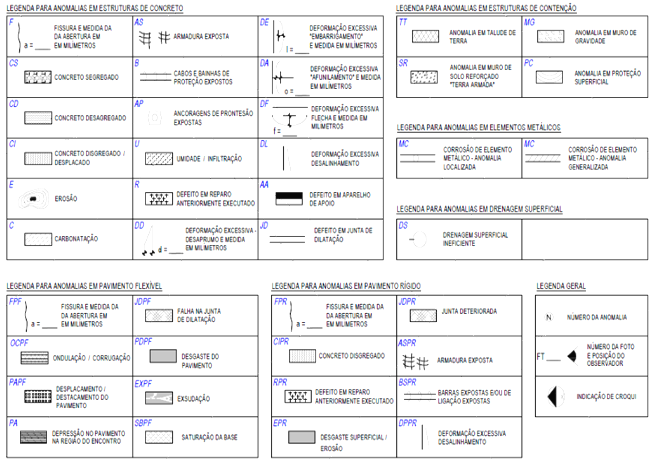 LEGENDA PARA ANOMALIAS EM ESTRUTURAS DE CONCRETO
F
FISSURA E MEDIDA DA
DA ABERTURA EM
EM MILIMETROS
a =
AS
ARMADURA EXPOSTA
DE
DEFORMAÇÃO EXCESSIVA
"EMBARRIGAMENTO"
E MEDIDA EM MILIMETROS
l =
CS
CONCRETO SEGREGADO
B
CABOS E BAINHAS DE
PROTEÇÃO EXPOSTOS
DA
DEFORMAÇÃO EXCESSIVA
"AFUNILAMENTO" E MEDIDA
EM MILIMETROS
o =
CD
CONCRETO DESAGREGADO
AP
ANCORAGENS DE PRONTESÃO
EXPOSTAS
DF
DEFORMAÇÃO EXCESSIVA
FLECHA E MEDIDA EM
MILIMETROS
f =
CI
CONCRETO DISGREGADO /
DESPLACADO
U
UMIDADE / INFILTRAÇÃO
DL
DEFORMAÇÃO EXCESSIVA
DESALINHAMENTO
E
EROSÃO
R
DEFEITO EM REPARO
ANTERIORMENTE EXECUTADO
AA
DEFEITO EM APARELHO
DE APOIO
C
CARBONATAÇÃO
DD
DEFORMAÇÃO EXCESSIVA -
DESAPRUMO E MEDIDA
EM MILIMETROS
d =
JD
DEFEITO EM JUNTA DE
DILATAÇÃO
LEGENDA PARA ANOMALIAS EM ESTRUTURAS DE CONTENÇÃO
TT
ANOMALIA EM TALUDE DE
TERRA
MG
ANOMALIA EM MURO DE
GRAVIDADE
SR
ANOMALIA EM MURO DE
SOLO REFORÇADO
"TERRA ARMADA"
PC
ANOMALIA EM PROTEÇÃO
SUPERFICIAL
LEGENDA PARA ANOMALIAS EM ELEMENTOS METÁLICOS
MC
CORROSÃO DE ELEMENTO
METÁLICO - ANOMALIA
LOCALIZADA
MC
CORROSÃO DE ELEMENTO
METÁLICO - ANOMALIA
GENERALIZADA
LEGENDA PARA ANOMALIAS EM DRENAGEM SUPERFICIAL
DS
DRENAGEM SUPERFICIAL
INEFICIENTE
LEGENDA PARA ANOMALIAS EM PAVIMENTO FLEXÍVEL
FPF
FISSURA E MEDIDA DA
DA ABERTURA EM
EM MILIMETROS
a =
JDPF
FALHA NA JUNTA
DE DILATAÇÃO
OCPF
ONDULAÇÃO / CORRUGAÇÃO
PDPF
DESGASTE DO
PAVIMENTO
PAPF
DESPLACAMENTO /
DESTACAMENTO DO
PAVIMENTO
EXPF
EXSUDAÇÃO
PA
DEPRESSÃO NO PAVIMENTO
NA REGIÃO DO ENCONTRO
SBPF
SATURAÇÃO DA BASE
LEGENDA PARA ANOMALIAS EM PAVIMENTO RÍGIDO
FPR
FISSURA E MEDIDA DA
DA ABERTURA EM
EM MILIMETROS
a =
JDPR
JUNTA DETERIORADA
CIPR
CONCRETO DISGREGADO
ASPR
ARMADURA EXPOSTA
RPR
DEFEITO EM REPARO
ANTERIORMENTE EXECUTADO
BSPR
BARRAS EXPOSTAS E/OU DE
LIGAÇÃO EXPOSTAS
EPR
DESGASTE SUPERFICIAL /
EROSÃO
DPPR
DEFORMAÇÃO EXCESSIVA
DESALINHÂMENTO
LEGENDA GERAL
N
NÚMERO DA ANOMALIA
FT
NÚMERO DA FOTO
E POSIÇÃO DO
OBSERVADOR
INDICAÇÃO DE CROQUI